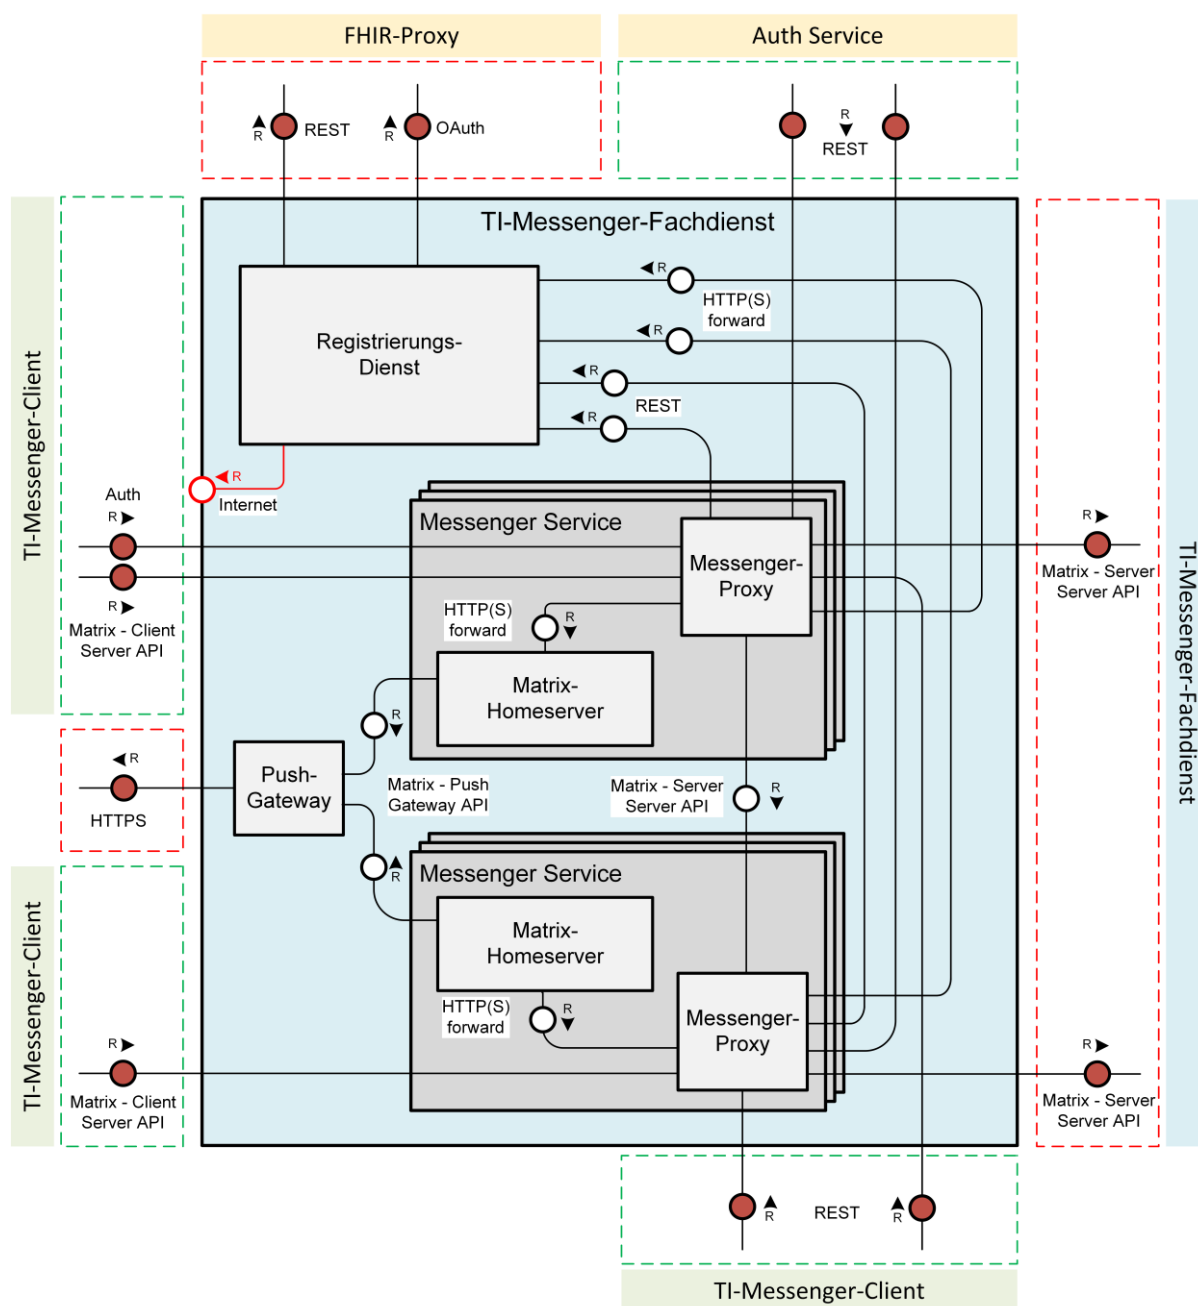 FHIR-Proxy
Auth Service
R
REST
R
OAuth
R
REST
TI-Messenger-Fachdienst
Registrierungs-
Dienst
R
HTTP(S)
forward
R
R
REST
R
R
Internet
TI-Messenger-Client
Auth
R
R
Matrix - Client
Server API
Messenger Service
Messenger-
Proxy
HTTP(S)
forward
R
Matrix-
Homeserver
R
Matrix - Server
Server API
TI-Messenger-Fachdienst
R
HTTPS
Push-
Gateway
R
Matrix - Push
Gateway API
R
Matrix - Server
Server API
R
Messenger Service
Matrix-
Homeserver
HTTP(S)
forward
R
Messenger-
Proxy
TI-Messenger-Client
R
Matrix - Client
Server API
R
Matrix - Server
Server API
R
REST
R
TI-Messenger-Client